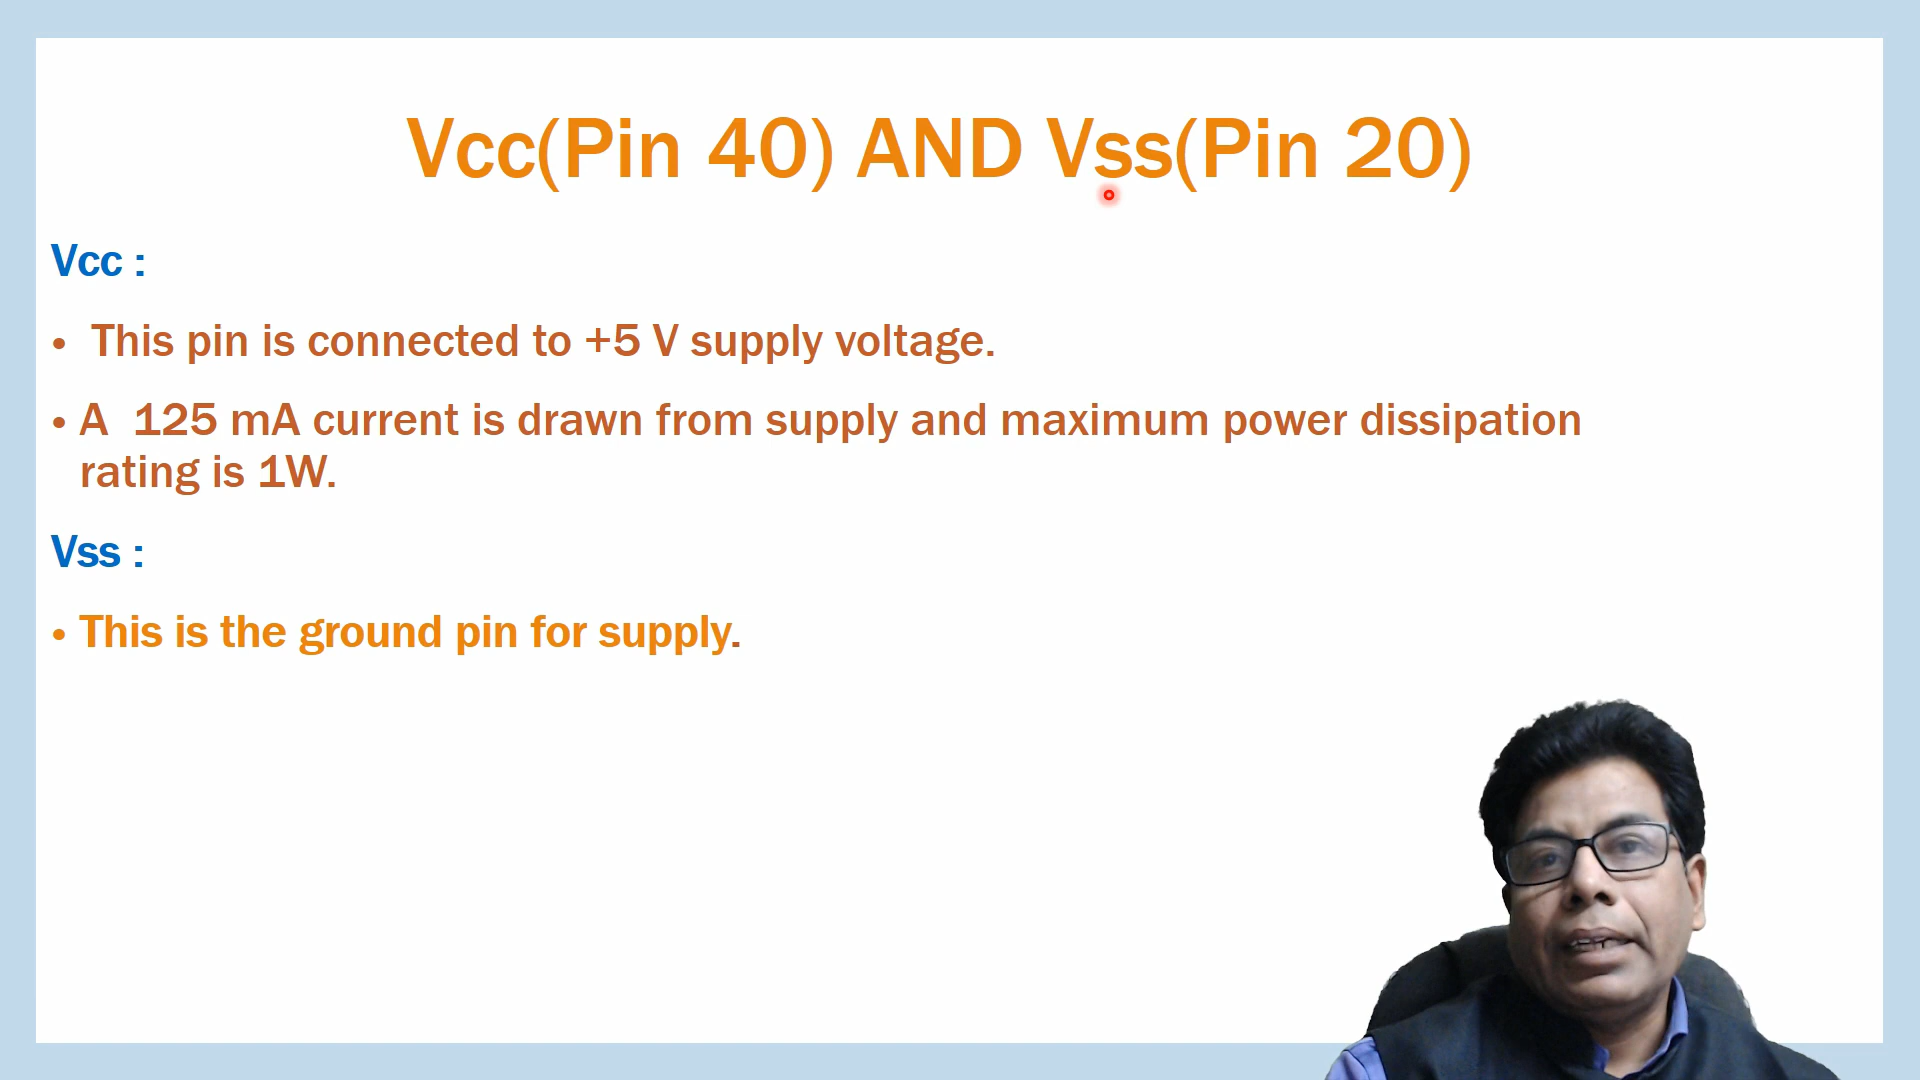 Vcc(Pin 40) AND Vss(Pin 20)
Vcc :
• This pin is connected to +5 V supply voltage.
• A 125 mA current is drawn from supply and maximum power dissipation
rating is 1W.
Vss :
• This is the ground pin for supply.